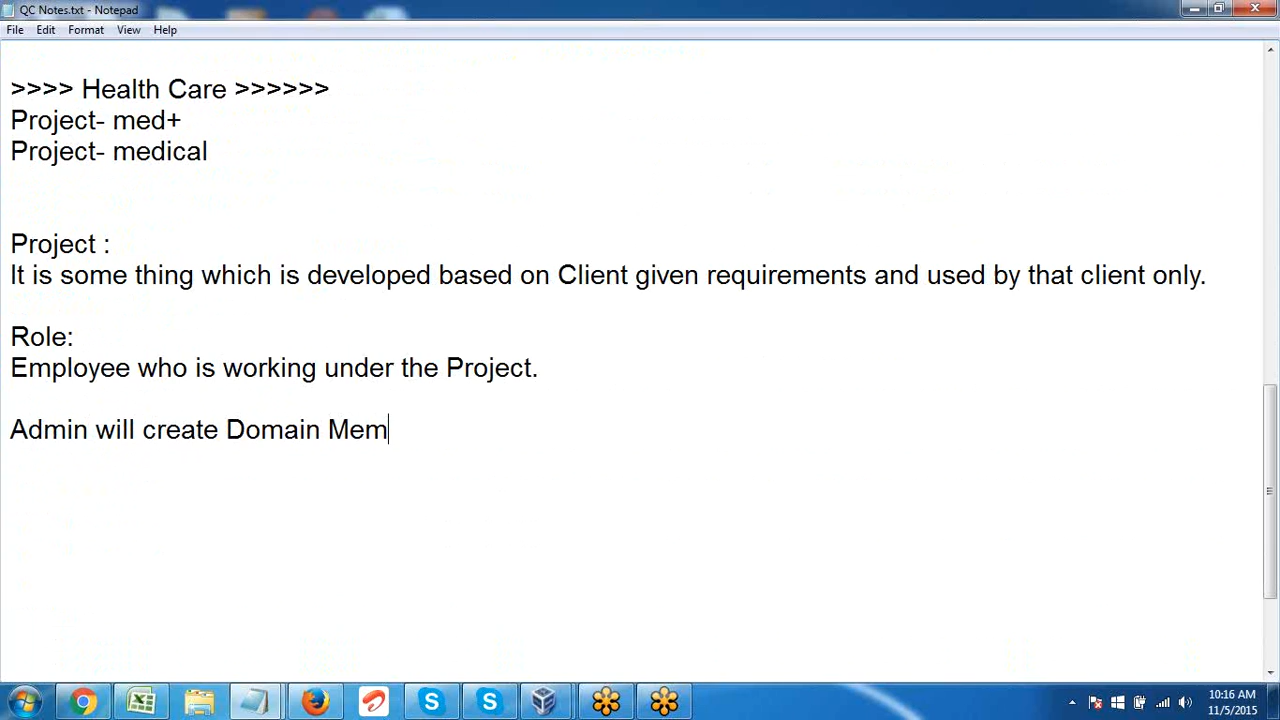 QC Notes.txt - Notepad
File Edit Format View Help
>>>> Health Care >>>>>>
Project- med+
Project- medical
Project :
It is some thing which is developed based on Client given requirements and used by that client only.
Role:
Employee who is working under the Project.
Admin will create Domain Mem
10:16 AM
11/5/2015